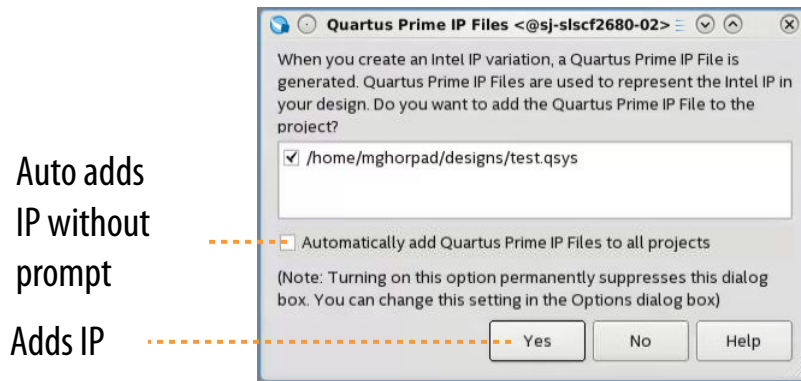 Quartus Prime IP Files <@sj-slscf2680-02>
When you create an Intel IP variation, a Quartus Prime IP File is
generated. Quartus Prime IP Files are used to represent the Intel IP in
your design. Do you want to add the Quartus Prime IP File to the
project?
/home/mghorpad/designs/test.qsys
Auto adds
IP without
prompt
Automatically add Quartus Prime IP Files to all projects
(Note: Turning on this option permanently suppresses this dialog
box. You can change this setting in the Options dialog box)
Adds IP
Yes No Help